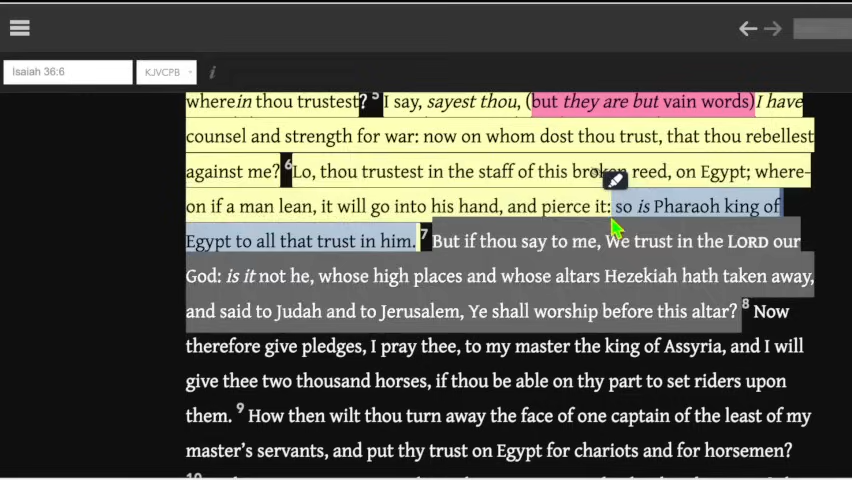 Isaiah 36:6
KJVCPB
i
wherein thou trustest? 5 I say, sayest thou, (but they are but vain words) I have
counsel and strength for war: now on whom dost thou trust, that thou rebellest
against me? 6 Lo, thou trustest in the staff of this broken reed, on Egypt; where-
on if a man lean, it will go into his hand, and pierce it: so is Pharaoh king of
Egypt to all that trust in him. 7 But if thou say to me, We trust in the LORD our
God: is it not he, whose high places and whose altars Hezekiah hath taken away,
and said to Judah and to Jerusalem, Ye shall worship before this altar? 8 Now
therefore give pledges, I pray thee, to my master the king of Assyria, and I will
give thee two thousand horses, if thou be able on thy part to set riders upon
them. 9 How then wilt thou turn away the face of one captain of the least of my
master's servants, and put thy trust on Egypt for chariots and for horsemen?
10